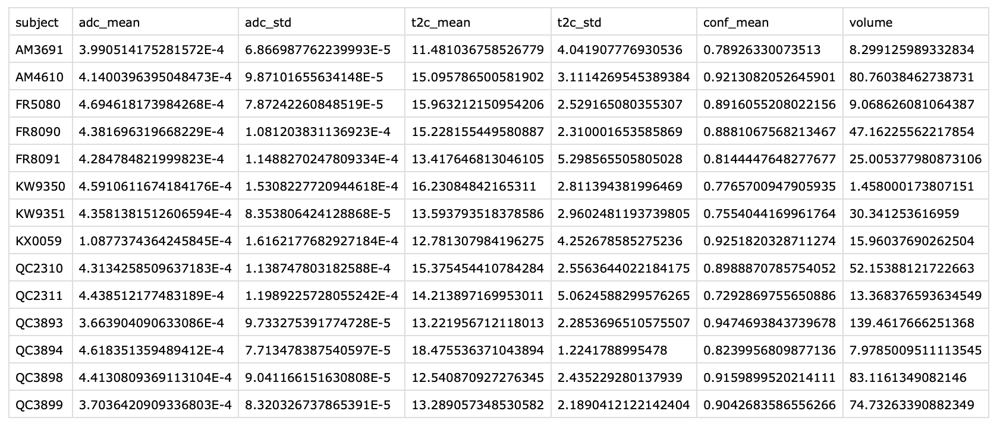 subject adc_mean adc_std t2c_mean t2c_std conf_mean volume
AM3691 3.990514175281572E-4 6.866987762239993E-5 11.481036758526779 4.041907776930536 0.78926330073513 8.299125989332834
AM4610 4.1400396395048473E-4 9.87101655634148E-5 15.095786500581902 3.1114269545389384 0.9213082052645901 80.76038462738731
FR5080 4.694618173984268E-4 7.87242260848519E-5 15.963212150954206 2.529165080355307 0.8916055208022156 9.068626081064387
FR8090 4.381696319668229E-4 1.081203831136923E-4 15.228155449580887 2.310001653585869 0.8881067568213467 47.16225562217854
FR8091 4.284784821999823E-4 1.1488270247809334E-4 13.417646813046105 5.298565505805028 0.8144447648277677 25.005377980873106
KW9350 4.5910611674184176E-4 1.5308227720944618E-4 16.23084842165311 2.811394381996469 0.7765700947905935 1.458000173807151
KW9351 4.3581381512606594E-4 8.353806424128868E-5 13.593793518378586 2.9602481193739805 0.7554044169961764 30.341253616959
KX0059 1.0877374364245845E-4 1.6162177682927184E-4 12.781307984196275 4.252678585275236 0.9251820328711274 15.96037690262504
QC2310 4.3134258509637183E-4 1.138747803182588E-4 15.375454410784284 2.5563644022184175 0.8988870785754052 52.15388121722663
QC2311 4.438512177483189E-4 1.1989225728055242E-4 14.213897169953011 5.0624588299576265 0.7292869755650886 13.368376593634549
QC3893 3.663904090633086E-4 9.733275391774728E-5 13.221956712118013 2.2853696510575507 0.9474693843739678 139.4617666251368
QC3894 4.618351359489412E-4 7.713478387540597E-5 18.475536371043894 1.2241788995478 0.8239956809877136 7.9785009511113545
QC3898 4.4130809369113104E-4 9.041166151630808E-5 12.540870927276345 2.435229280137939 0.9159899520214111 83.1161349082146
QC3899 3.7036420909336803E-4 8.320326737865391E-5 13.289057348530582 2.1890412122142404 0.9042683586556266 74.73263390882349